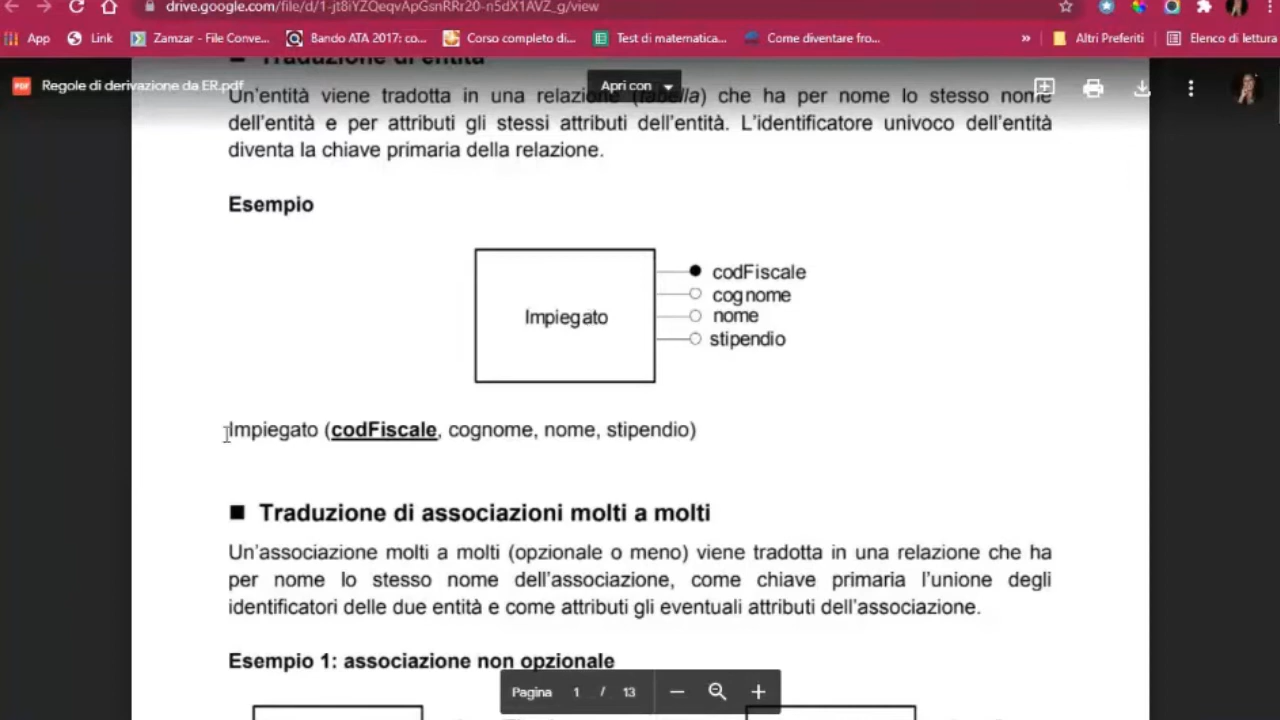 drive.google.com/file/d/1-jt8iYZQeqvApGsnRRr20-n5dX1AVZ_g/view
App Link Zamzar - File Conve... Bando ATA 2017: co... Corso completo di... Test di matematica... Come diventare fro... » Altri Preferiti Elenco di lettura
Traduzione di entità
Regole di derivazione da ER.pdf
Apri con
Un'entità viene tradotta in una relazione (tabella) che ha per nome lo stesso nome
dell'entità e per attributi gli stessi attributi dell'entità. L'identificatore univoco dell'entità
diventa la chiave primaria della relazione.
Esempio
Impiegato
codFiscale
cognome
nome
stipendio
Impiegato (codFiscale, cognome, nome, stipendio)
■ Traduzione di associazioni molti a molti
Un'associazione molti a molti (opzionale o meno) viene tradotta in una relazione che ha
per nome lo stesso nome dell'associazione, come chiave primaria l'unione degli
identificatori delle due entità e come attributi gli eventuali attributi dell'associazione.
Esempio 1: associazione non opzionale
Pagina 1 / 13